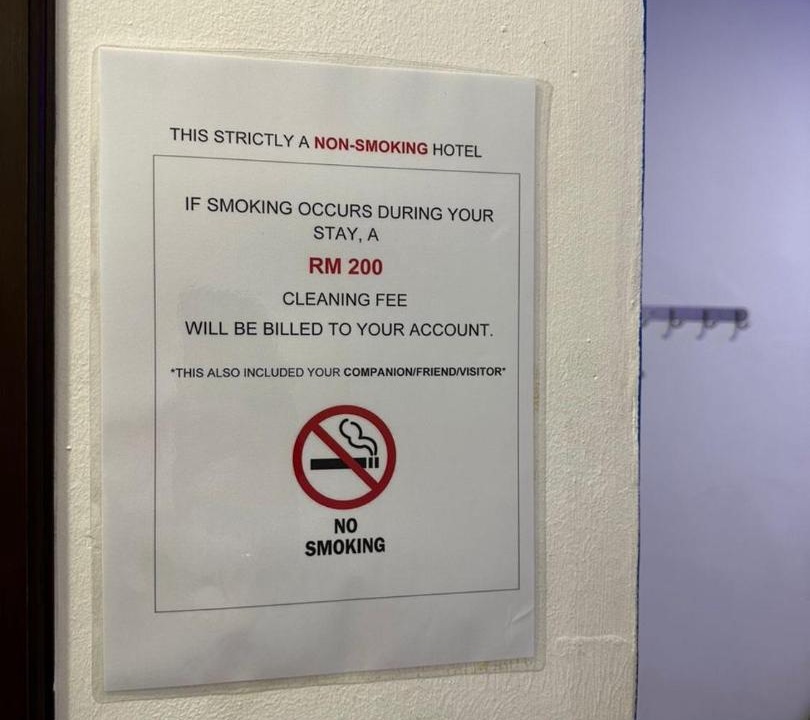 THIS STRICTLY A NON-SMOKING HOTEL
IF SMOKING OCCURS DURING YOUR
STAY, A
RM 200
CLEANING FEE
WILL BE BILLED TO YOUR ACCOUNT.
*THIS ALSO INCLUDED YOUR COMPANION/FRIEND/VISITOR*
NO
SMOKING